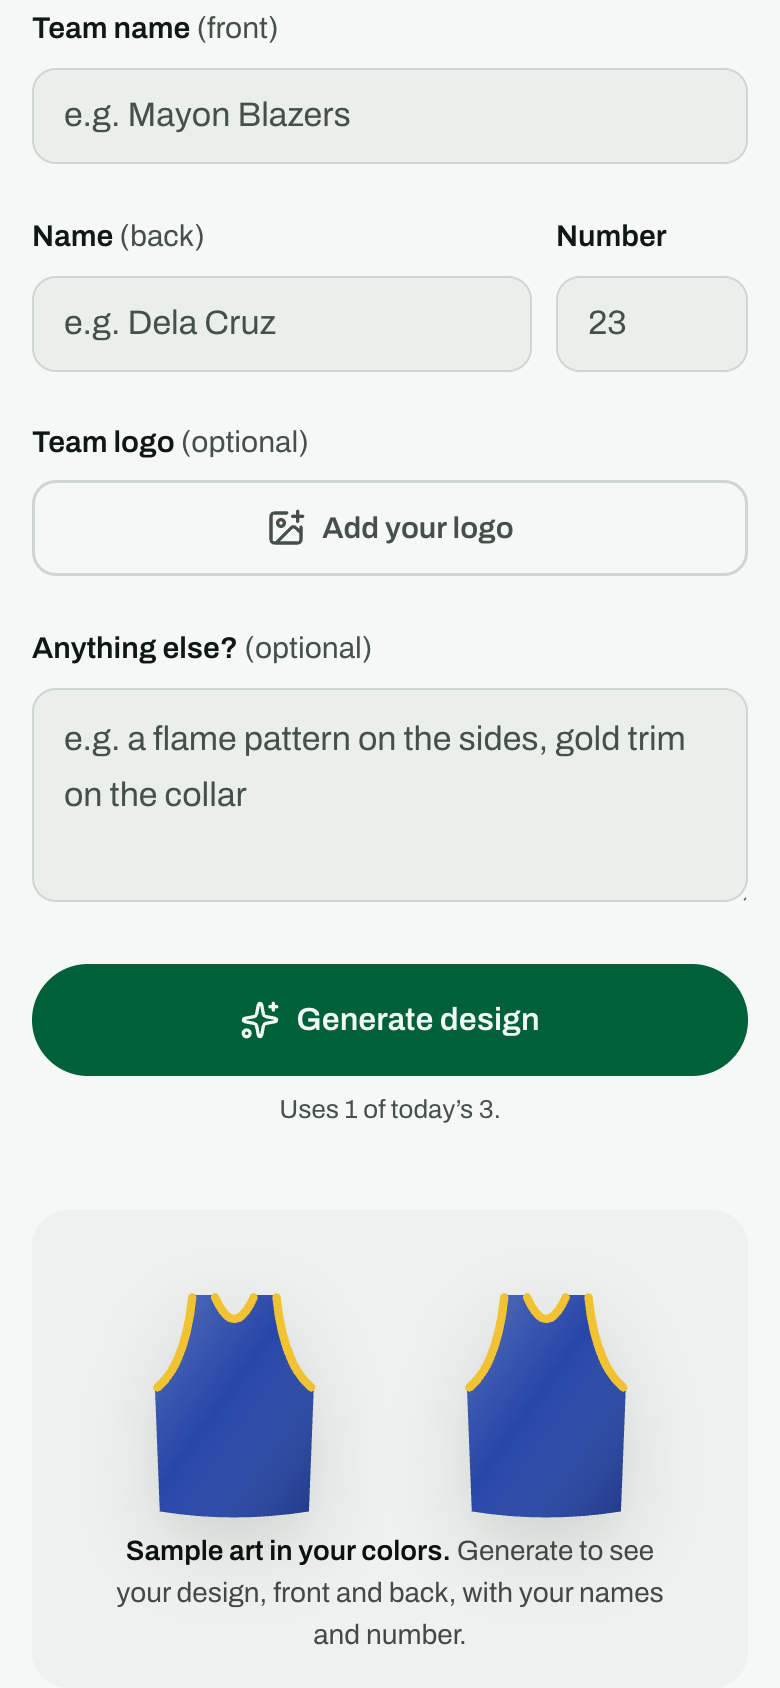 Team name (front)
e.g. Mayon Blazers
Name (back)
Number
e.g. Dela Cruz
23
Team logo (optional)
Add your logo
Anything else? (optional)
e.g. a flame pattern on the sides, gold trim
on the collar
Generate design
Uses 1 of today’s 3.
Sample art in your colors. Generate to see
your design, front and back, with your names
and number.